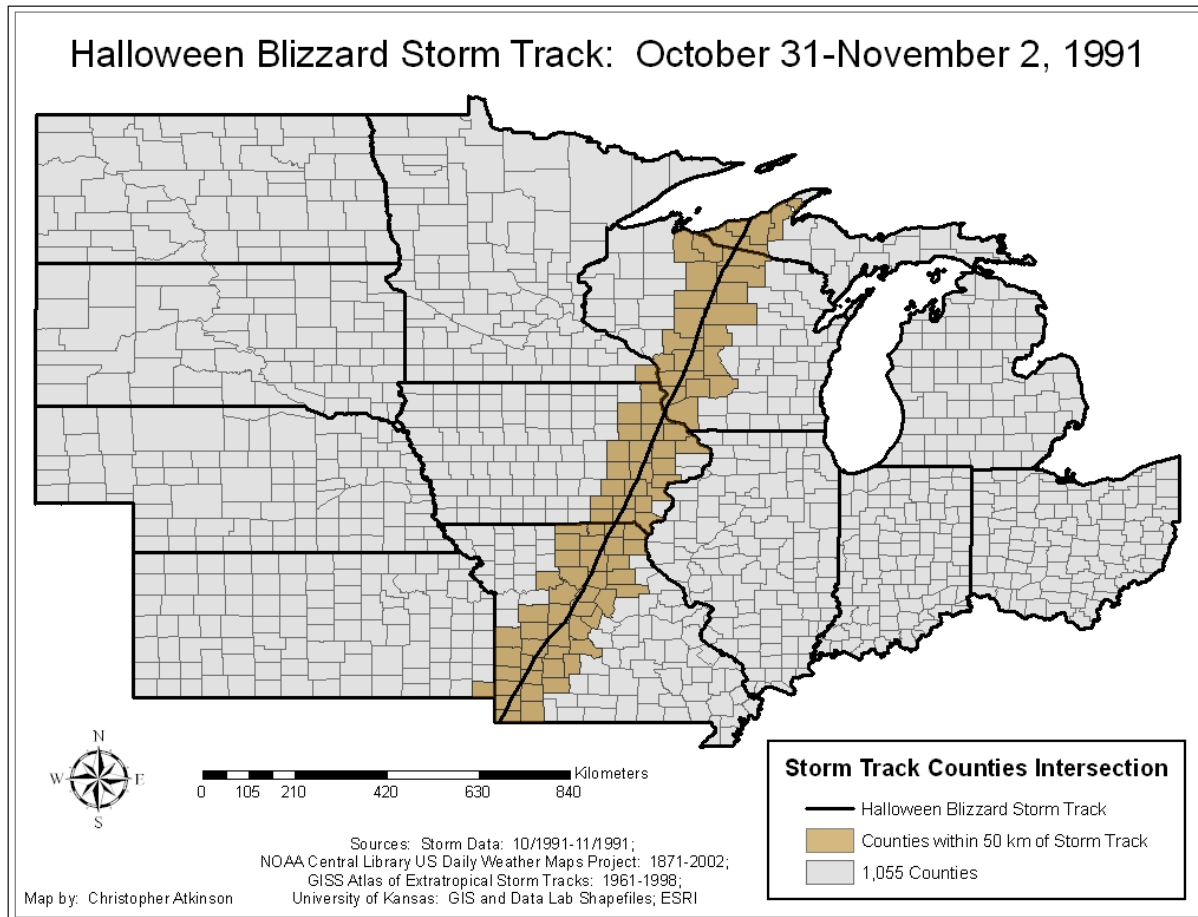 Halloween Blizzard Storm Track: October 31-November 2, 1991
N
W E
S
Kilometers
0 105 210 420 630 840
Storm Track Counties Intersection
Halloween Blizzard Storm Track
Counties within 50 km of Storm Track
1,055 Counties
Sources: Storm Data: 10/1991-11/1991;
NOAA Central Library US Daily Weather Maps Project: 1871-2002;
GISS Atlas of Extratropical Storm Tracks: 1961-1998;
University of Kansas: GIS and Data Lab Shapefiles; ESRI
Map by: Christopher Atkinson